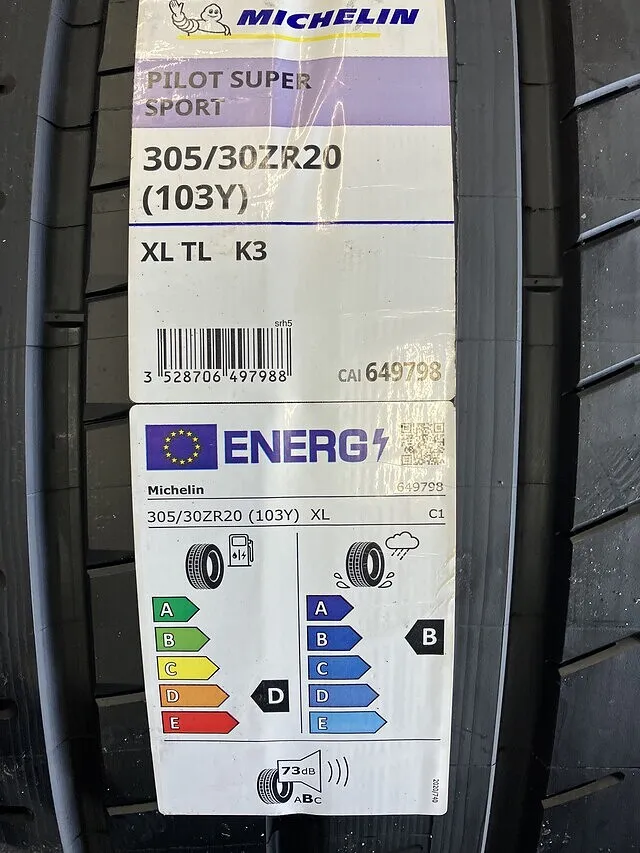 MICHELIN
PILOT SUPER
SPORT
305/30ZR20
(103Y)
XL TL K3
srh5
3 528706 497988
CAI 649798
ENERG
Michelin 649798
305/30ZR20 (103Y) XL C1
A A
B B B
C C
D D D
E E
73dB
ABC
2020/740